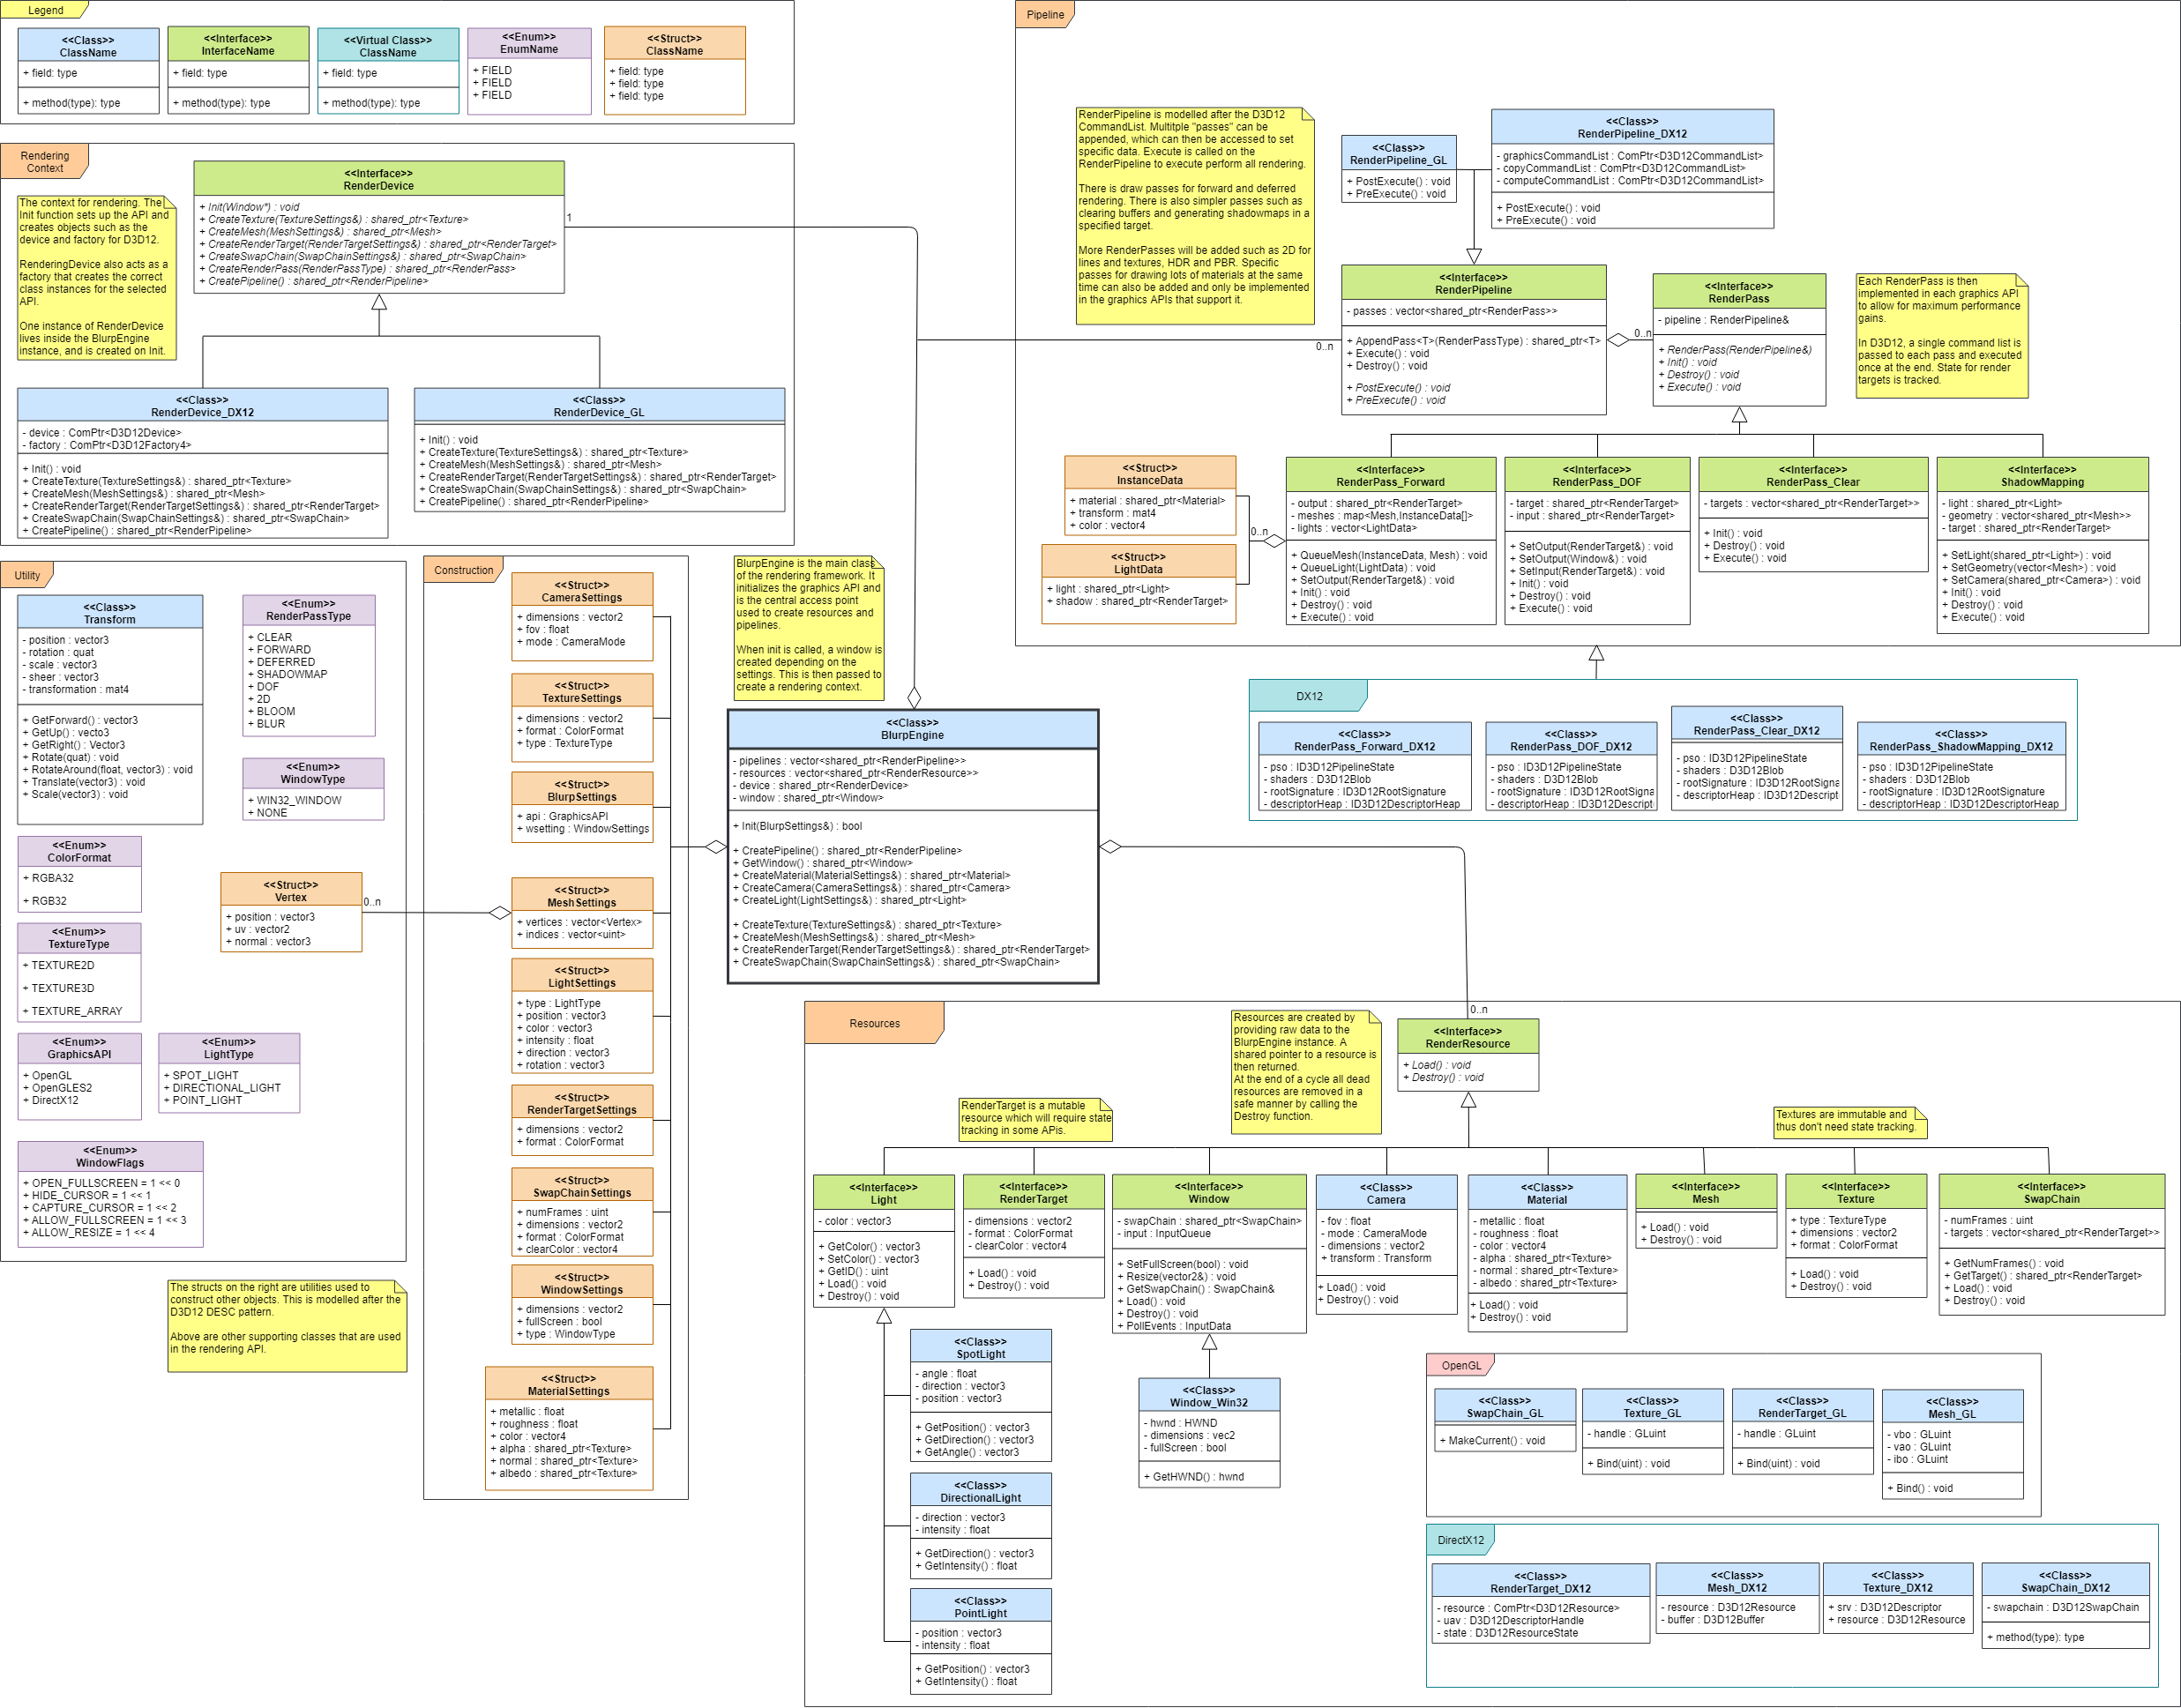 Legend
<<Class>>
ClassName
+ field: type
+ method(type): type
<<Interface>>
InterfaceName
+ field: type
+ method(type): type
<<Virtual Class>>
ClassName
+ field: type
+ method(type): type
<<Enum>>
EnumName
+ FIELD
+ FIELD
+ FIELD
<<Struct>>
ClassName
+ field: type
+ field: type
+ field: type
Rendering
Context
The context for rendering. The
Init function sets up the API and
creates objects such as the
device and factory for D3D12.
RenderingDevice also acts as a
factory that creates the correct
class instances for the selected
API.
One instance of RenderDevice
lives inside the BlurpEngine
instance, and is created on Init.
<<Interface>>
RenderDevice
+ Init(Window*) : void
+ CreateTexture(TextureSettings&) : shared_ptr<Texture>
+ CreateMesh(MeshSettings&) : shared_ptr<Mesh>
+ CreateRenderTarget(RenderTargetSettings&) : shared_ptr<RenderTarget>
+ CreateSwapChain(SwapChainSettings&) : shared_ptr<SwapChain>
+ CreateRenderPass(RenderPassType) : shared_ptr<RenderPass>
+ CreatePipeline() : shared_ptr<RenderPipeline>
1
<<Class>>
RenderDevice_DX12
- device : ComPtr<D3D12Device>
- factory : ComPtr<D3D12Factory4>
+ Init() : void
+ CreateTexture(TextureSettings&) : shared_ptr<Texture>
+ CreateMesh(MeshSettings&) : shared_ptr<Mesh>
+ CreateRenderTarget(RenderTargetSettings&) : shared_ptr<RenderTarget>
+ CreateSwapChain(SwapChainSettings&) : shared_ptr<SwapChain>
+ CreatePipeline() : shared_ptr<RenderPipeline>
<<Class>>
RenderDevice_GL
+ Init() : void
+ CreateTexture(TextureSettings&) : shared_ptr<Texture>
+ CreateMesh(MeshSettings&) : shared_ptr<Mesh>
+ CreateRenderTarget(RenderTargetSettings&) : shared_ptr<RenderTarget>
+ CreateSwapChain(SwapChainSettings&) : shared_ptr<SwapChain>
+ CreatePipeline() : shared_ptr<RenderPipeline>
Pipeline
RenderPipeline is modelled after the D3D12
CommandList. Multitple "passes" can be
appended, which can then be accessed to set
specific data. Execute is called on the
RenderPipeline to execute perform all rendering.
There is draw passes for forward and deferred
rendering. There is also simpler passes such as
clearing buffers and generating shadowmaps in a
specified target.
More RenderPasses will be added such as 2D for
lines and textures, HDR and PBR. Specific
passes for drawing lots of materials at the same
time can also be added and only be implemented
in the graphics APIs that support it.
<<Class>>
RenderPipeline_GL
+ PostExecute() : void
+ PreExecute() : void
<<Class>>
RenderPipeline_DX12
- graphicsCommandList : ComPtr<D3D12CommandList>
- copyCommandList : ComPtr<D3D12CommandList>
- computeCommandList : ComPtr<D3D12CommandList>
+ PostExecute() : void
+ PreExecute() : void
<<Interface>>
RenderPipeline
- passes : vector<shared_ptr<RenderPass>>
+ AppendPass<T>(RenderPassType) : shared_ptr<T>
+ Execute() : void
+ Destroy() : void
+ PostExecute() : void
+ PreExecute() : void
0..n
0..n
<<Interface>>
RenderPass
- pipeline : RenderPipeline&
+ RenderPass(RenderPipeline&)
+ Init() : void
+ Destroy() : void
+ Execute() : void
Each RenderPass is then
implemented in each graphics API
to allow for maximum performance
gains.
In D3D12, a single command list is
passed to each pass and executed
once at the end. State for render
targets is tracked.
<<Struct>>
InstanceData
+ material : shared_ptr<Material>
+ transform : mat4
+ color : vector4
<<Struct>>
LightData
+ light : shared_ptr<Light>
+ shadow : shared_ptr<RenderTarget>
0..n
<<Interface>>
RenderPass_Forward
- output : shared_ptr<RenderTarget>
- meshes : map<Mesh,InstanceData[]>
- lights : vector<LightData>
+ QueueMesh(InstanceData, Mesh) : void
+ QueueLight(LightData) : void
+ SetOutput(RenderTarget&) : void
+ Init() : void
+ Destroy() : void
+ Execute() : void
<<Interface>>
RenderPass_DOF
- target : shared_ptr<RenderTarget>
- input : shared_ptr<RenderTarget>
+ SetOutput(RenderTarget&) : void
+ SetOutput(Window&) : void
+ SetInput(RenderTarget&) : void
+ Init() : void
+ Destroy() : void
+ Execute() : void
<<Interface>>
RenderPass_Clear
- targets : vector<shared_ptr<RenderTarget>>
+ Init() : void
+ Destroy() : void
+ Execute() : void
<<Interface>>
ShadowMapping
- light : shared_ptr<Light>
- geometry : vector<shared_ptr<Mesh>>
- target : shared_ptr<RenderTarget>
+ SetLight(shared_ptr<Light>) : void
+ SetGeometry(vector<Mesh>) : void
+ SetCamera(shared_ptr<Camera>) : void
+ Init() : void
+ Destroy() : void
+ Execute() : void
DX12
<<Class>>
RenderPass_Forward_DX12
- pso : ID3D12PipelineState
- shaders : D3D12Blob
- rootSignature : ID3D12RootSignature
- descriptorHeap : ID3D12DescriptorHeap
<<Class>>
RenderPass_DOF_DX12
- pso : ID3D12PipelineState
- shaders : D3D12Blob
- rootSignature : ID3D12RootSigna
- descriptorHeap : ID3D12Descript
<<Class>>
RenderPass_Clear_DX12
- pso : ID3D12PipelineState
- shaders : D3D12Blob
- rootSignature : ID3D12RootSigna
- descriptorHeap : ID3D12Descript
<<Class>>
RenderPass_ShadowMapping_DX12
- pso : ID3D12PipelineState
- shaders : D3D12Blob
- rootSignature : ID3D12RootSignature
- descriptorHeap : ID3D12DescriptorHeap
Utility
<<Class>>
Transform
- position : vector3
- rotation : quat
- scale : vector3
- sheer : vector3
- transformation : mat4
+ GetForward() : vector3
+ GetUp() : vecto3
+ GetRight() : Vector3
+ Rotate(quat) : void
+ RotateAround(float, vector3) : void
+ Translate(vector3) : void
+ Scale(vector3) : void
<<Enum>>
RenderPassType
+ CLEAR
+ FORWARD
+ DEFERRED
+ SHADOWMAP
+ DOF
+ 2D
+ BLOOM
+ BLUR
<<Enum>>
WindowType
+ WIN32_WINDOW
+ NONE
<<Enum>>
ColorFormat
+ RGBA32
+ RGB32
<<Struct>>
Vertex
+ position : vector3
+ uv : vector2
+ normal : vector3
0..n
<<Enum>>
TextureType
+ TEXTURE2D
+ TEXTURE3D
+ TEXTURE_ARRAY
<<Enum>>
GraphicsAPI
+ OpenGL
+ OpenGLES2
+ DirectX12
<<Enum>>
LightType
+ SPOT_LIGHT
+ DIRECTIONAL_LIGHT
+ POINT_LIGHT
<<Enum>>
WindowFlags
+ OPEN_FULLSCREEN = 1 << 0
+ HIDE_CURSOR = 1 << 1
+ CAPTURE_CURSOR = 1 << 2
+ ALLOW_FULLSCREEN = 1 << 3
+ ALLOW_RESIZE = 1 << 4
The structs on the right are utilities used to
construct other objects. This is modelled after the
D3D12 DESC pattern.
Above are other supporting classes that are used
in the rendering API.
Construction
<<Struct>>
CameraSettings
+ dimensions : vector2
+ fov : float
+ mode : CameraMode
<<Struct>>
TextureSettings
+ dimensions : vector2
+ format : ColorFormat
+ type : TextureType
<<Struct>>
BlurpSettings
+ api : GraphicsAPI
+ wsetting : WindowSettings
<<Struct>>
MeshSettings
+ vertices : vector<Vertex>
+ indices : vector<uint>
<<Struct>>
LightSettings
+ type : LightType
+ position : vector3
+ color : vector3
+ intensity : float
+ direction : vector3
+ rotation : vector3
<<Struct>>
RenderTargetSettings
+ dimensions : vector2
+ format : ColorFormat
<<Struct>>
SwapChainSettings
+ numFrames : uint
+ dimensions : vector2
+ format : ColorFormat
+ clearColor : vector4
<<Struct>>
WindowSettings
+ dimensions : vector2
+ fullScreen : bool
+ type : WindowType
<<Struct>>
MaterialSettings
+ metallic : float
+ roughness : float
+ color : vector4
+ alpha : shared_ptr<Texture>
+ normal : shared_ptr<Texture>
+ albedo : shared_ptr<Texture>
BlurpEngine is the main class
of the rendering framework. It
initializes the graphics API and
is the central access point
used to create resources and
pipelines.
When init is called, a window is
created depending on the
settings. This is then passed to
create a rendering context.
<<Class>>
BlurpEngine
- pipelines : vector<shared_ptr<RenderPipeline>>
- resources : vector<shared_ptr<RenderResource>>
- device : shared_ptr<RenderDevice>
- window : shared_ptr<Window>
+ Init(BlurpSettings&) : bool
+ CreatePipeline() : shared_ptr<RenderPipeline>
+ GetWindow() : shared_ptr<Window>
+ CreateMaterial(MaterialSettings&) : shared_ptr<Material>
+ CreateCamera(CameraSettings&) : shared_ptr<Camera>
+ CreateLight(LightSettings&) : shared_ptr<Light>
+ CreateTexture(TextureSettings&) : shared_ptr<Texture>
+ CreateMesh(MeshSettings&) : shared_ptr<Mesh>
+ CreateRenderTarget(RenderTargetSettings&) : shared_ptr<RenderTarget>
+ CreateSwapChain(SwapChainSettings&) : shared_ptr<SwapChain>
Resources
Resources are created by
providing raw data to the
BlurpEngine instance. A
shared pointer to a resource is
then returned.
At the end of a cycle all dead
resources are removed in a
safe manner by calling the
Destroy function.
0..n
<<Interface>>
RenderResource
+ Load() : void
+ Destroy() : void
RenderTarget is a mutable
resource which will require state
tracking in some APIs.
Textures are immutable and
thus don't need state tracking.
<<Interface>>
Light
- color : vector3
+ GetColor() : vector3
+ SetColor() : vector3
+ GetID() : uint
+ Load() : void
+ Destroy() : void
<<Interface>>
RenderTarget
- dimensions : vector2
- format : ColorFormat
- clearColor : vector4
+ Load() : void
+ Destroy() : void
<<Interface>>
Window
- swapChain : shared_ptr<SwapChain>
- input : InputQueue
+ SetFullScreen(bool) : void
+ Resize(vector2&) : void
+ GetSwapChain() : SwapChain&
+ Load() : void
+ Destroy() : void
+ PollEvents : InputData
<<Class>>
Camera
- fov : float
- mode : CameraMode
- dimensions : vector2
+ transform : Transform
+ Load() : void
+ Destroy() : void
<<Class>>
Material
- metallic : float
- roughness : float
- color : vector4
- alpha : shared_ptr<Texture>
- normal : shared_ptr<Texture>
- albedo : shared_ptr<Texture>
+ Load() : void
+ Destroy() : void
<<Interface>>
Mesh
+ Load() : void
+ Destroy() : void
<<Interface>>
Texture
+ type : TextureType
+ dimensions : vector2
+ format : ColorFormat
+ Load() : void
+ Destroy() : void
<<Interface>>
SwapChain
- numFrames : uint
- targets : vector<shared_ptr<RenderTarget>>
+ GetNumFrames() : void
+ GetTarget() : shared_ptr<RenderTarget>
+ Load() : void
+ Destroy() : void
<<Class>>
SpotLight
- angle : float
- direction : vector3
- position : vector3
+ GetPosition() : vector3
+ GetDirection() : vector3
+ GetAngle() : vector3
<<Class>>
DirectionalLight
- direction : vector3
- intensity : float
+ GetDirection() : vector3
+ GetIntensity() : float
<<Class>>
PointLight
- position : vector3
- intensity : float
+ GetPosition() : vector3
+ GetIntensity() : float
<<Class>>
Window_Win32
- hwnd : HWND
- dimensions : vec2
- fullScreen : bool
+ GetHWND() : hwnd
OpenGL
<<Class>>
SwapChain_GL
+ MakeCurrent() : void
<<Class>>
Texture_GL
- handle : GLuint
+ Bind(uint) : void
<<Class>>
RenderTarget_GL
- handle : GLuint
+ Bind(uint) : void
<<Class>>
Mesh_GL
- vbo : GLuint
- vao : GLuint
- ibo : GLuint
+ Bind() : void
DirectX12
<<Class>>
RenderTarget_DX12
- resource : ComPtr<D3D12Resource>
- uav : D3D12DescriptorHandle
- state : D3D12ResourceState
<<Class>>
Mesh_DX12
- resource : D3D12Resource
- buffer : D3D12Buffer
<<Class>>
Texture_DX12
+ srv : D3D12Descriptor
+ resource : D3D12Resource
<<Class>>
SwapChain_DX12
- swapchain : D3D12SwapChain
+ method(type): type